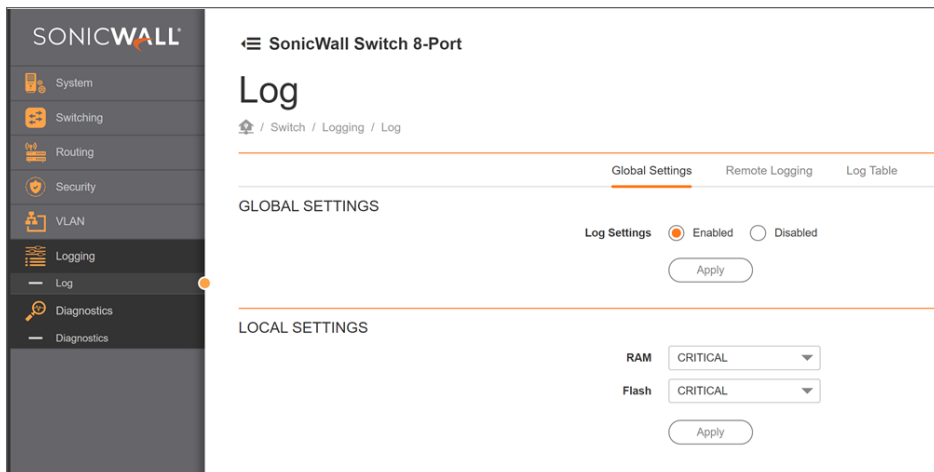 SONICWALL
System
Switching
Routing
Security
VLAN
Logging
Log
Diagnostics
Diagnostics
SonicWall Switch 8-Port
Log
/ Switch / Logging / Log
Global Settings Remote Logging Log Table
GLOBAL SETTINGS
Log Settings Enabled Disabled
Apply
LOCAL SETTINGS
RAM CRITICAL
Flash CRITICAL
Apply